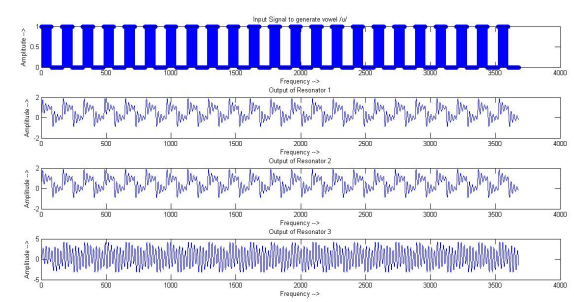 Input Signal to generate vowel /u/
Amplitude -->
1
0.5
0
0 500 1000 1500 2000 2500 3000 3500 4000
Frequency -->
Output of Resonator 1
Amplitude -->
2
0
-2
0 500 1000 1500 2000 2500 3000 3500 4000
Frequency -->
Output of Resonator 2
Amplitude -->
2
0
-2
0 500 1000 1500 2000 2500 3000 3500 4000
Frequency -->
Output of Resonator 3
Amplitude -->
5
0
-5
0 500 1000 1500 2000 2500 3000 3500 4000
Frequency -->